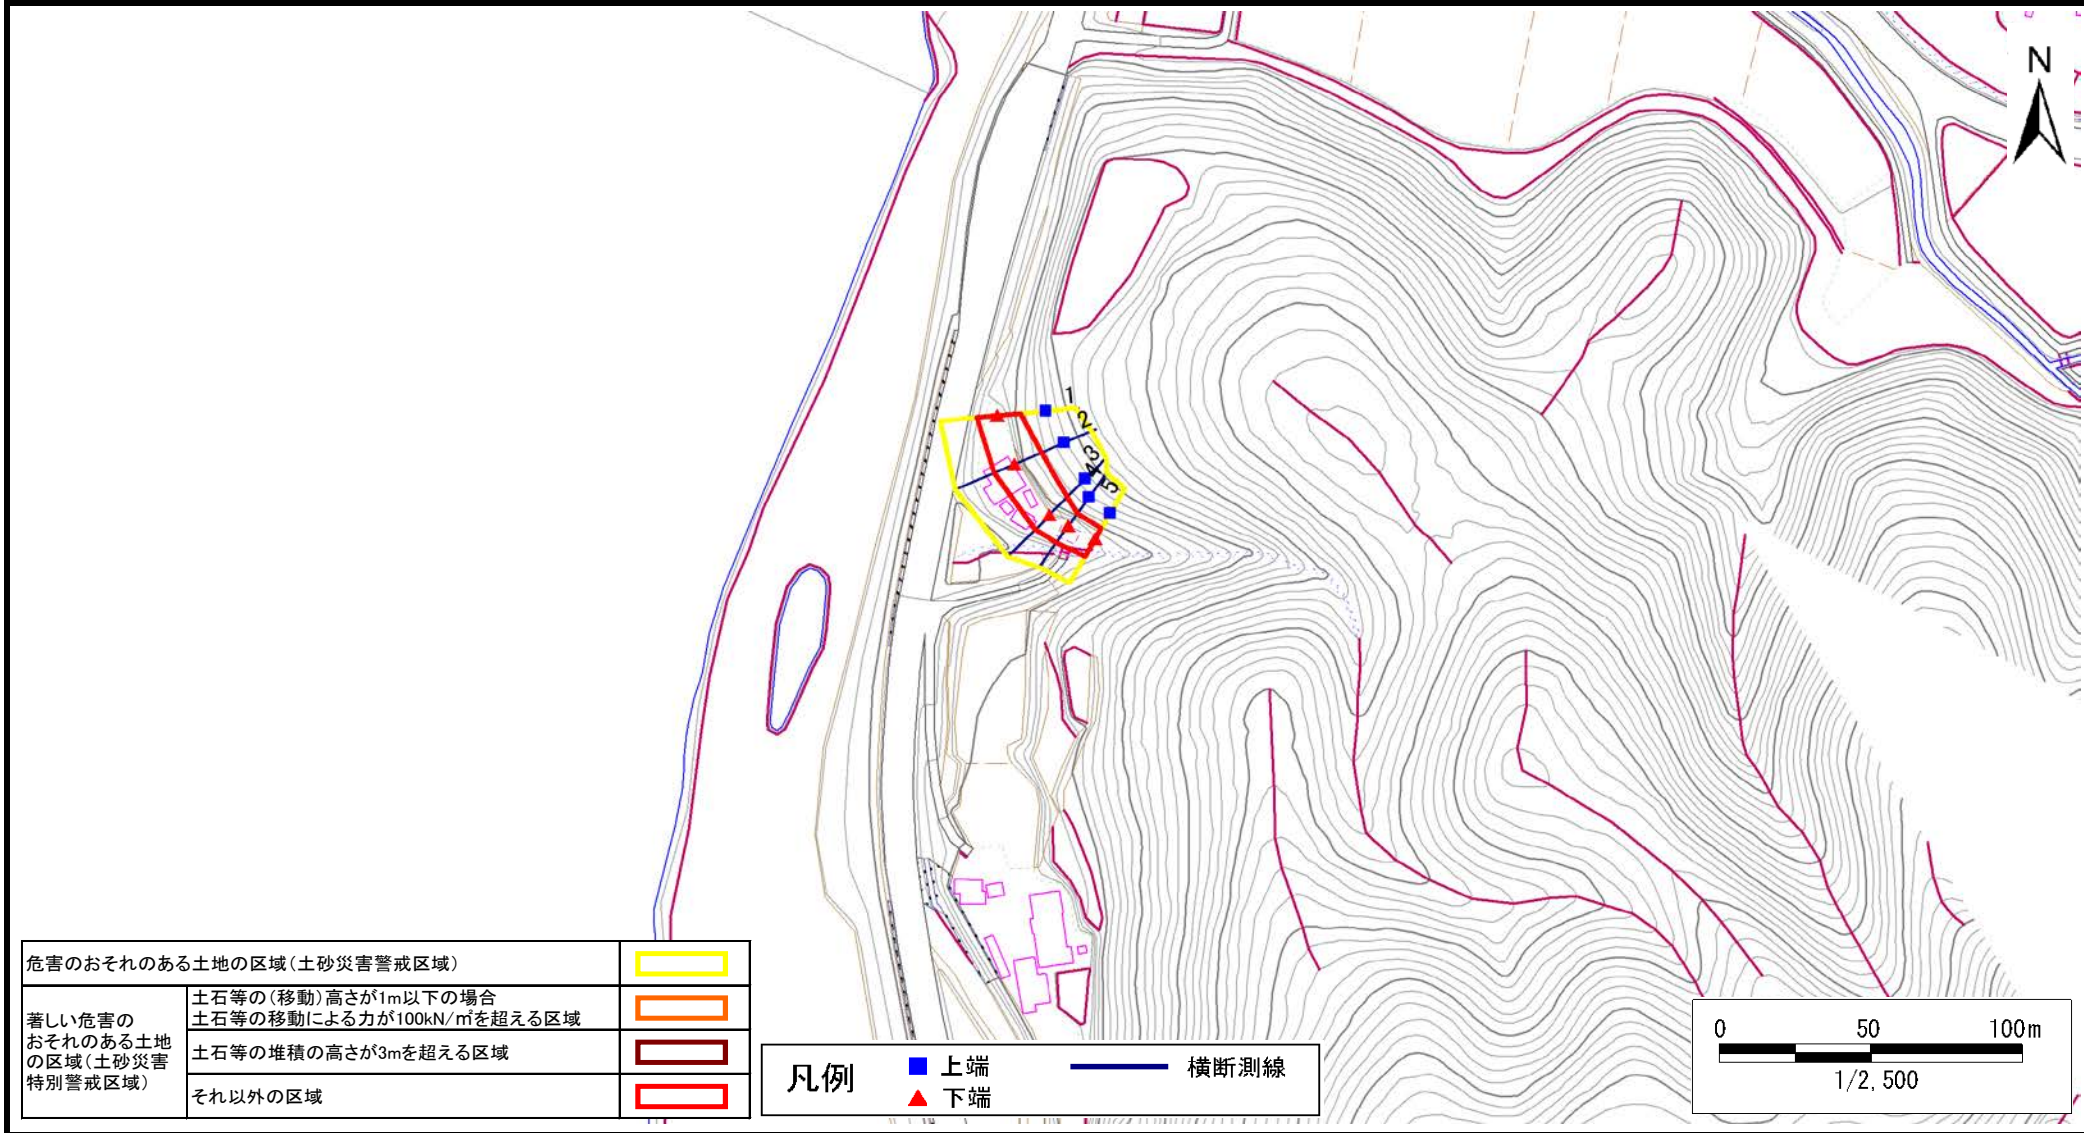 N
1
2
3
4
5
危害のおそれのある土地の区域(土砂災害警戒区域)
著しい危害の
おそれのある土地
の区域(土砂災害
特別警戒区域)
土石等の(移動)高さが1m以下の場合
土石等の移動による力が100kN/㎡を超える区域
土石等の堆積の高さが3mを超える区域
それ以外の区域
凡例
上端
下端
横断測線
0 50 100m
1/2,500